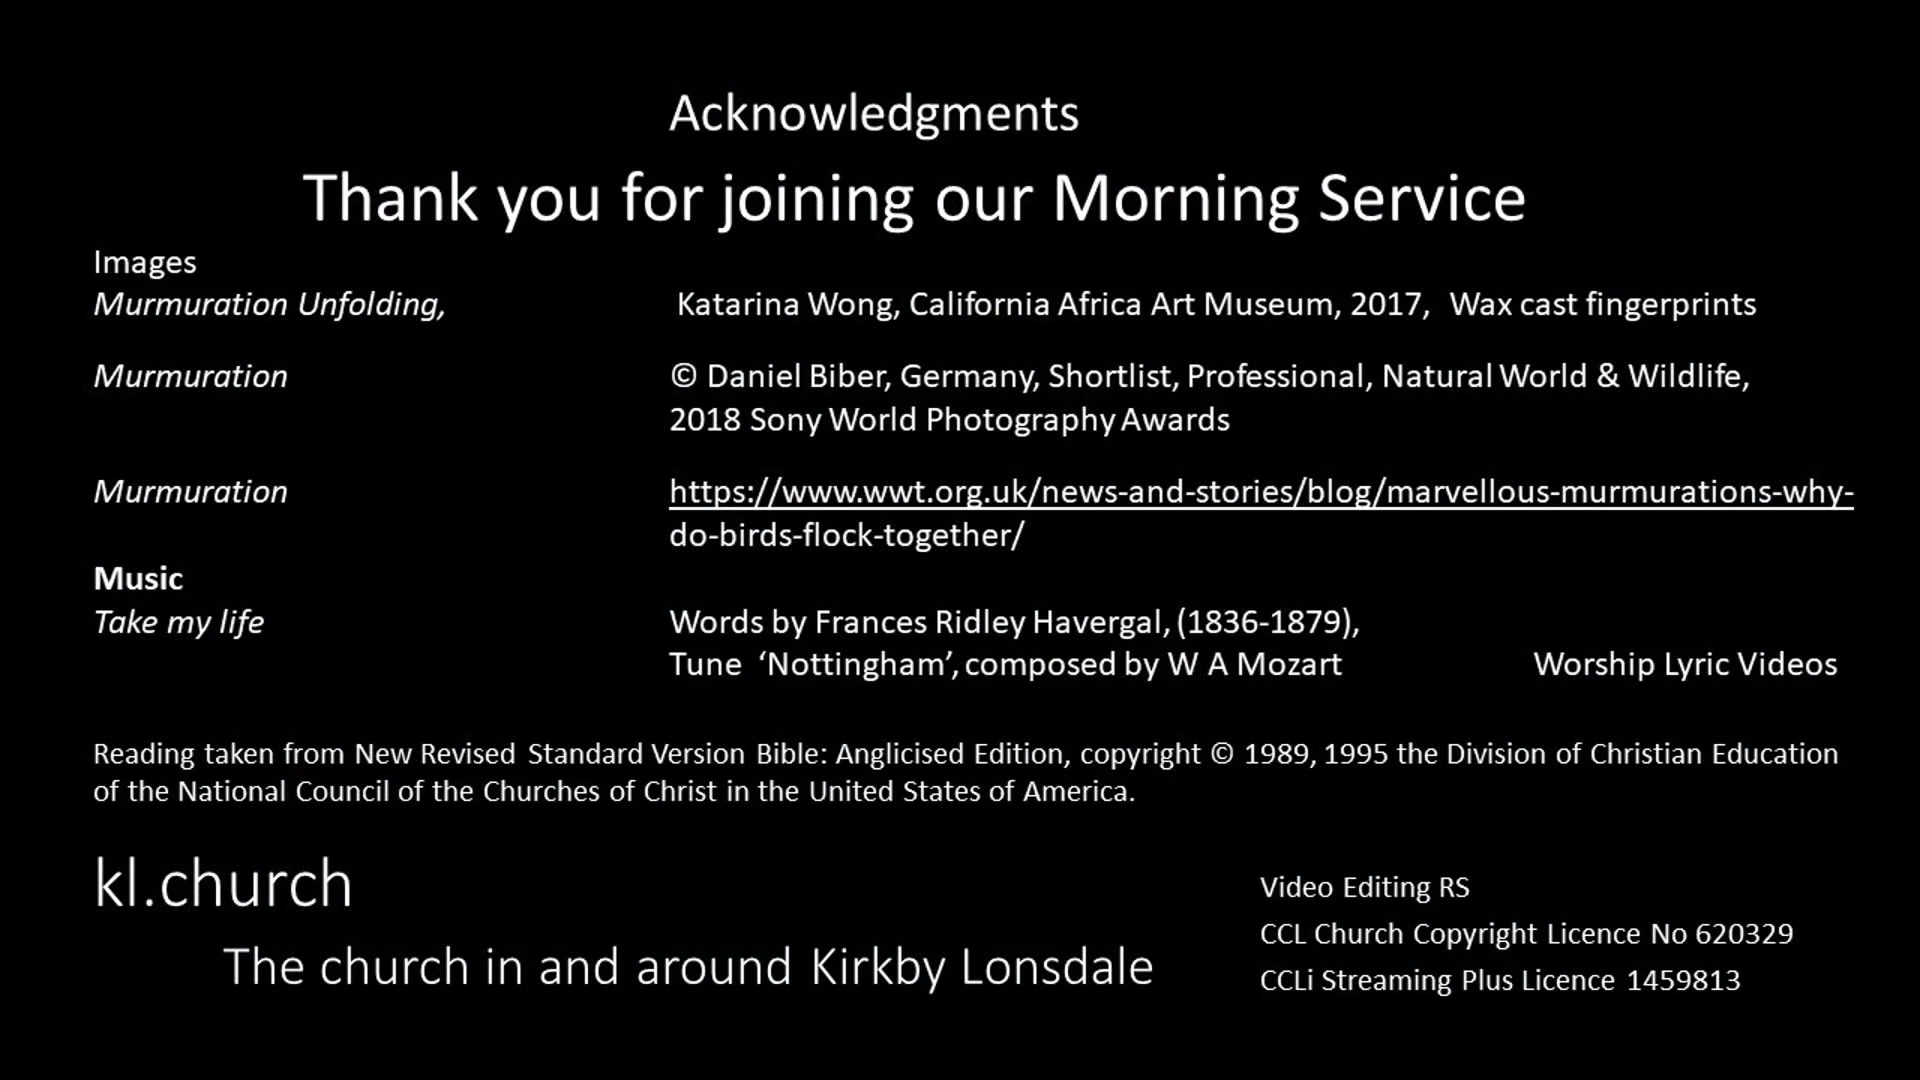 Acknowledgments
Thank you for joining our Morning Service
Images
Murmuration Unfolding, Katarina Wong, California Africa Art Museum, 2017, Wax cast fingerprints
Murmuration © Daniel Biber, Germany, Shortlist, Professional, Natural World & Wildlife,
2018 Sony World Photography Awards
Murmuration https://www.wwt.org.uk/news-and-stories/blog/marvellous-murmurations-why-
do-birds-flock-together/
Music
Take my life Words by Frances Ridley Havergal, (1836-1879),
Tune ‘Nottingham’, composed by W A Mozart Worship Lyric Videos
Reading taken from New Revised Standard Version Bible: Anglicised Edition, copyright © 1989, 1995 the Division of Christian Education
of the National Council of the Churches of Christ in the United States of America.
kl.church
The church in and around Kirkby Lonsdale
Video Editing RS
CCL Church Copyright Licence No 620329
CCLi Streaming Plus Licence 1459813